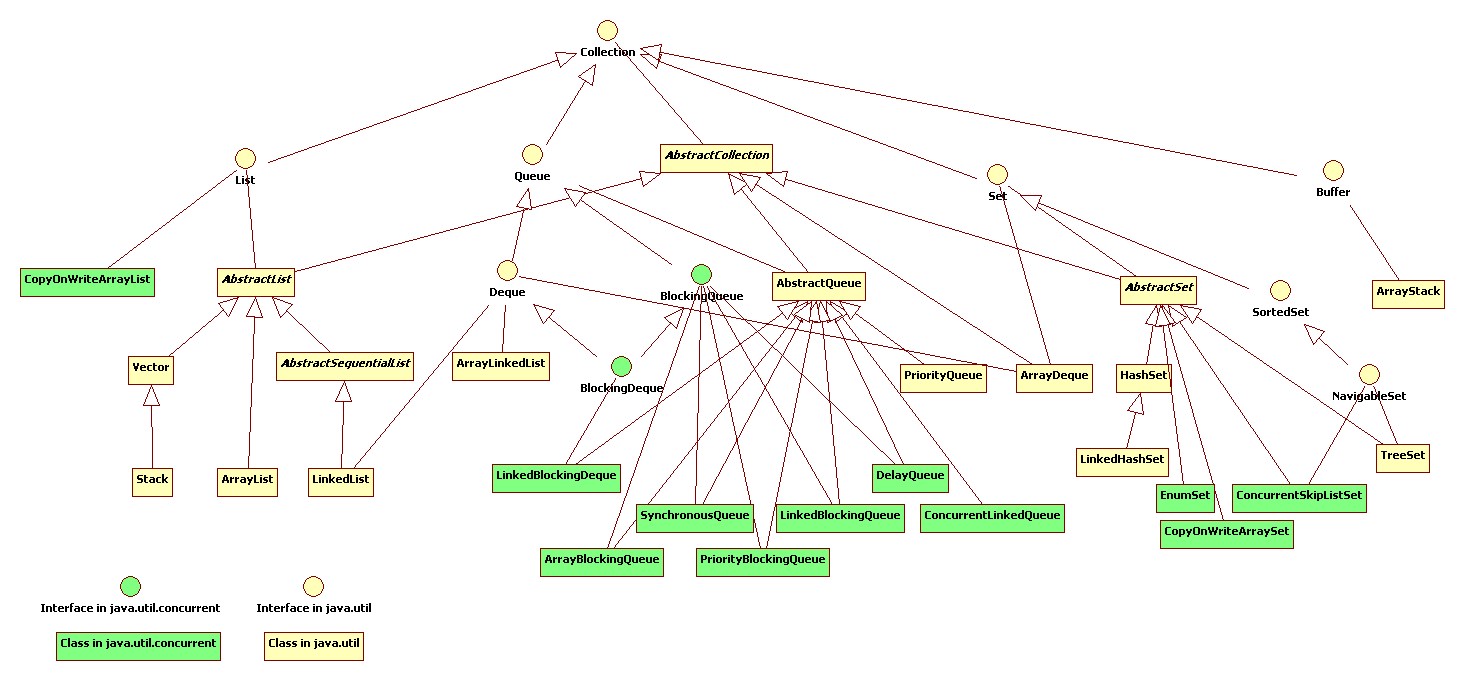 Collection
AbstractCollection
List
Queue
Set
Buffer
CopyOnWriteArrayList
AbstractList
Deque
BlockingQueue
AbstractQueue
AbstractSet
SortedSet
ArrayStack
Vector
AbstractSequentialList
ArrayLinkedList
BlockingDeque
PriorityQueue
ArrayDeque
HashSet
NavigableSet
Stack
ArrayList
LinkedList
LinkedBlockingDeque
DelayQueue
LinkedHashSet
TreeSet
SynchronousQueue
LinkedBlockingQueue
ConcurrentLinkedQueue
EnumSet
ConcurrentSkipListSet
ArrayBlockingQueue
PriorityBlockingQueue
CopyOnWriteArraySet
Interface in java.util.concurrent
Interface in java.util
Class in java.util.concurrent
Class in java.util